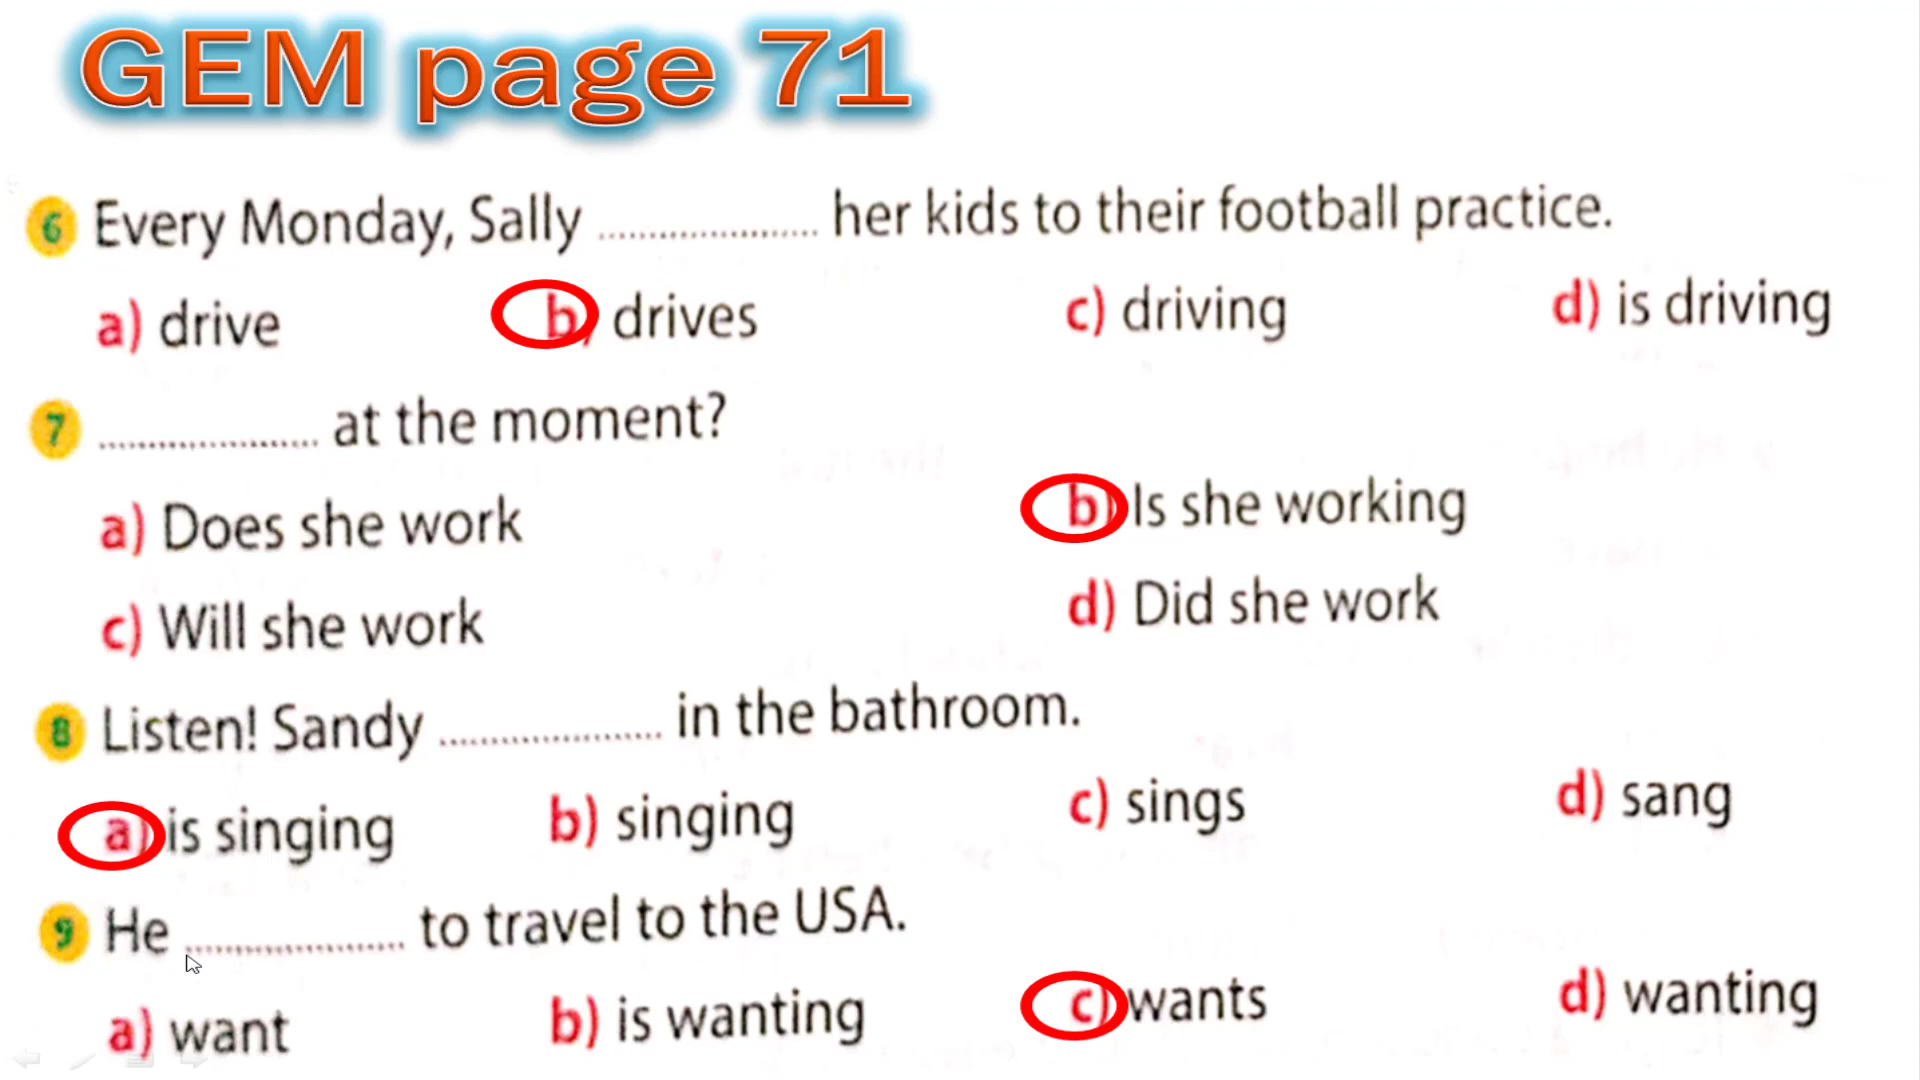 GEM page 71
6 Every Monday, Sally ...................... her kids to their football practice.
a) drive b) drives c) driving d) is driving
7 ...................... at the moment?
a) Does she work b) Is she working
c) Will she work d) Did she work
8 Listen! Sandy ...................... in the bathroom.
a) is singing b) singing c) sings d) sang
9 He ...................... to travel to the USA.
a) want b) is wanting c) wants d) wanting